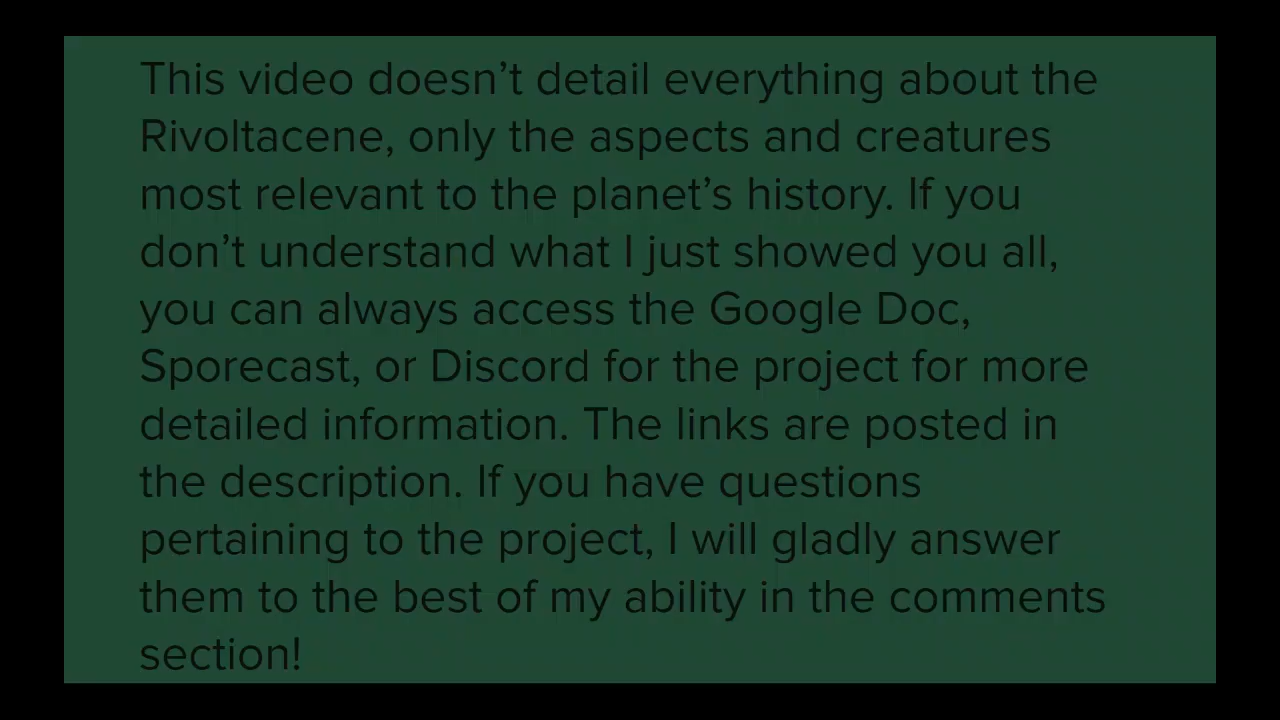 This video doesn’t detail everything about the
Rivoltacene, only the aspects and creatures
most relevant to the planet’s history. If you
don’t understand what I just showed you all,
you can always access the Google Doc,
Sporecast, or Discord for the project for more
detailed information. The links are posted in
the description. If you have questions
pertaining to the project, I will gladly answer
them to the best of my ability in the comments
section!